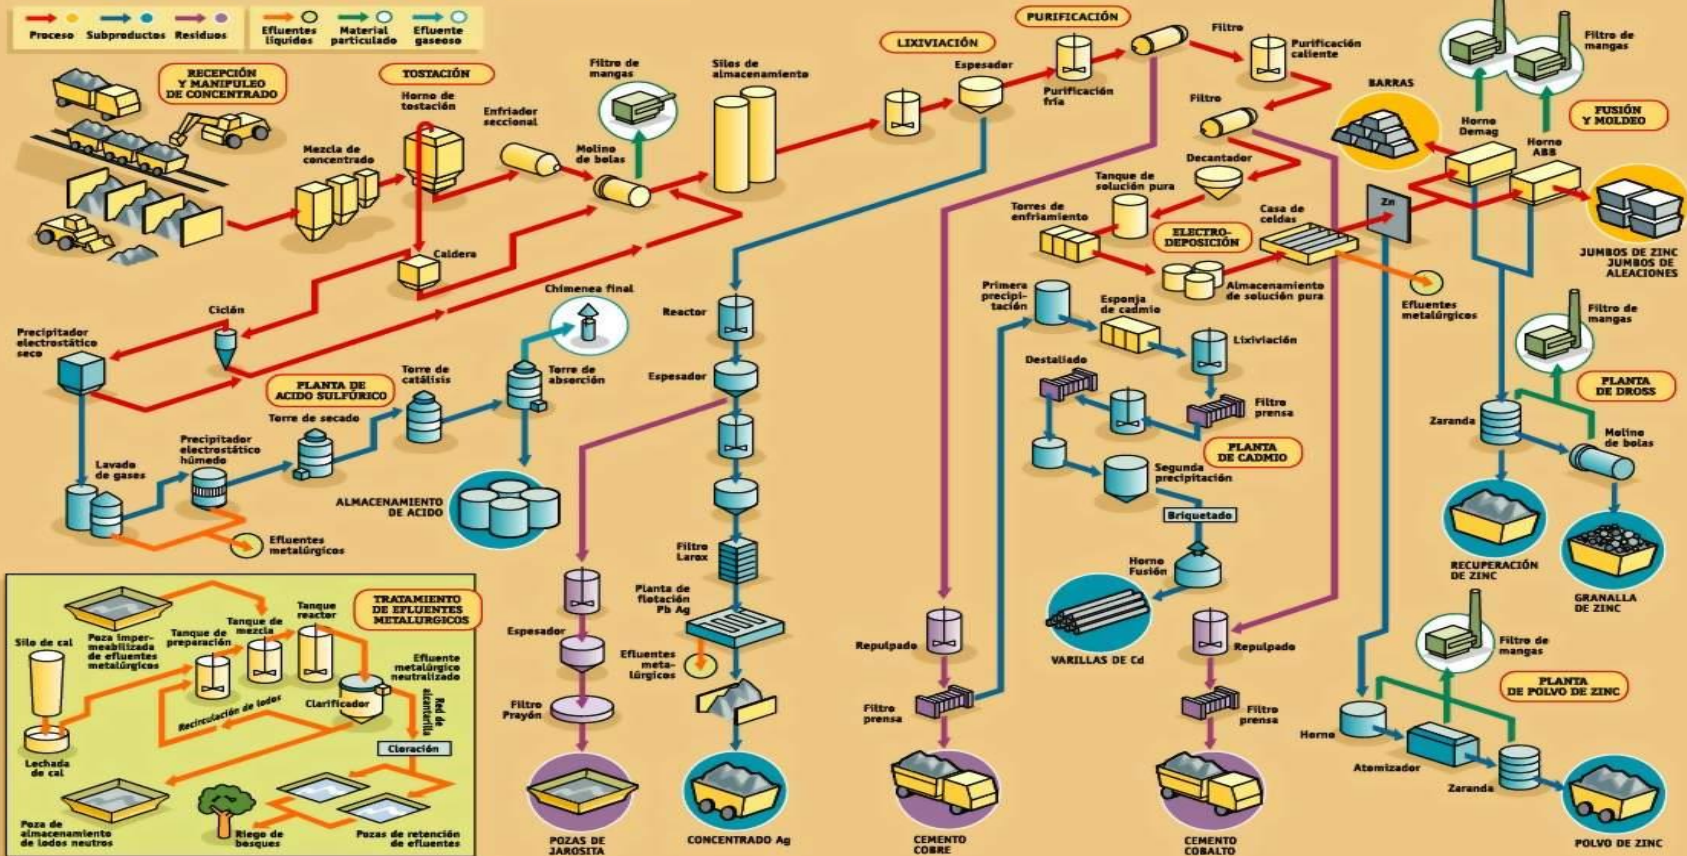 Proceso
Subproductos
Residuos
Efluentes
líquidos
Material
particulado
Efluente
gaseoso
RECEPCIÓN
Y MANIPULEO
DE CONCENTRADO
Mezcla de
concentrado
TOSTACIÓN
Horno de
tostación
Enfriador
seccional
Molino
de bolas
Filtro de
mangas
Silos de
almacenamiento
Caldera
Ciclón
Precipitador
electrostático
seco
LIXIVIACIÓN
Espesador
PURIFICACIÓN
Purificación
fría
Filtro
Purificación
caliente
Filtro
Decantador
Tanque de
solución pura
Torres de
enfriamiento
ELECTRO-
DEPOSICIÓN
Almacenamiento
de solución pura
Casa de
celdas
Zn
Efluentes
metalúrgicos
BARRAS
Horno
Demag
Horno
ABB
Filtro de
mangas
FUSIÓN
Y MOLDEO
JUMBOS DE ZINC
JUMBOS DE
ALEACIONES
PLANTA DE
ACIDO SULFÚRICO
Lavado
de gases
Precipitador
electrostático
húmedo
Torre de secado
Torre de
catálisis
Torre de
absorción
Chimenea final
ALMACENAMIENTO
DE ACIDO
Efluentes
metalúrgicos
Reactor
Espesador
Filtro
Larox
Planta de
flotación
Pb Ag
Efluentes
meta-
lúrgicos
CONCENTRADO Ag
Espesador
Filtro
Prayón
POZAS DE
JAROSITA
Primera
precipi-
tación
Esponja
de cadmio
Lixiviación
Filtro
prensa
Destaliado
PLANTA
DE CADMIO
Segunda
precipitación
Briquetado
Horno
Fusión
VARILLAS DE Cd
Repulpado
Filtro
prensa
CEMENTO
COBRE
Repulpado
Filtro
prensa
CEMENTO
COBALTO
Filtro de
mangas
PLANTA
DE DROSS
Zaranda
Molino
de bolas
RECUPERACIÓN
DE ZINC
GRANALLA
DE ZINC
Filtro de
mangas
PLANTA
DE POLVO DE ZINC
Horno
Atomizador
Zaranda
POLVO DE ZINC
TRATAMIENTO
DE EFLUENTES
METALURGICOS
Silo de cal
Poza imper-
meabilizada
de efluentes
metalúrgicos
Tanque de
preparación
Tanque de
mezcla
Tanque
reactor
Efluente
metalúrgico
neutralizado
Clarificador
Red de
alcantarilla
Recirculación de lodos
Cloración
Lechada
de cal
Poza de
almacenamiento
de lodos neutros
Riego de
bosques
Pozas de retención
de efluentes